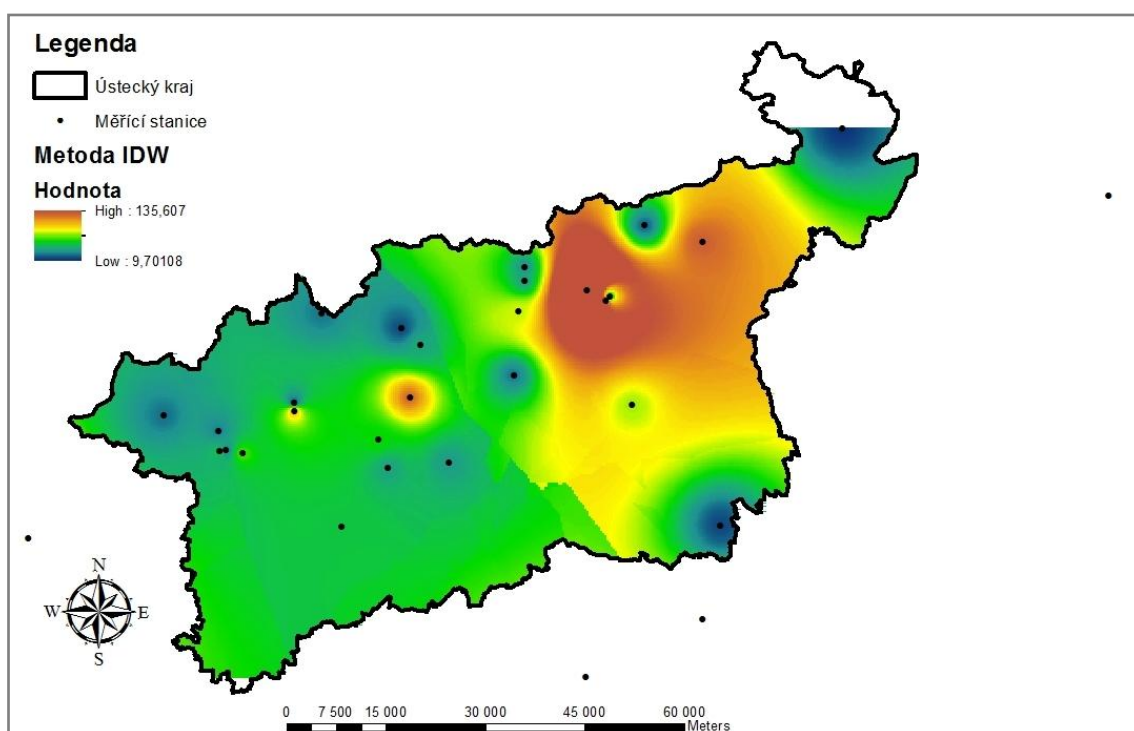 Legenda
Ústecký kraj
Měřící stanice
Metoda IDW
Hodnota
High : 135,607
Low : 9,70108
N
W E
S
0 7 500 15 000 30 000 45 000 60 000
Meters